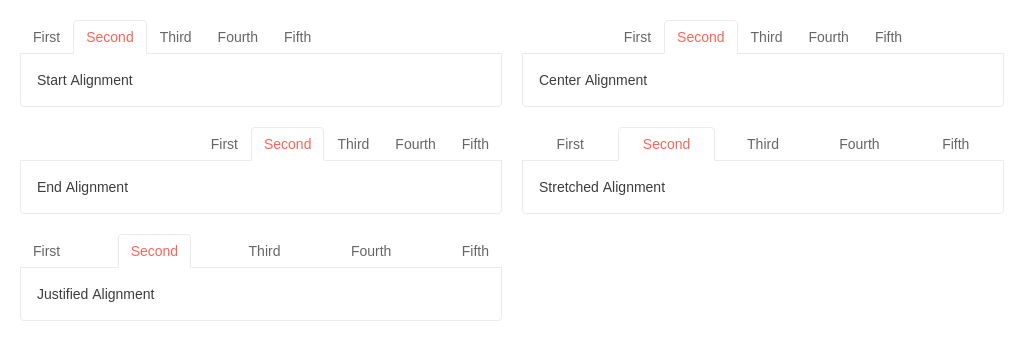 First Second Third Fourth Fifth
Start Alignment
First Second Third Fourth Fifth
Center Alignment
First Second Third Fourth Fifth
End Alignment
First Second Third Fourth Fifth
Stretched Alignment
First Second Third Fourth Fifth
Justified Alignment